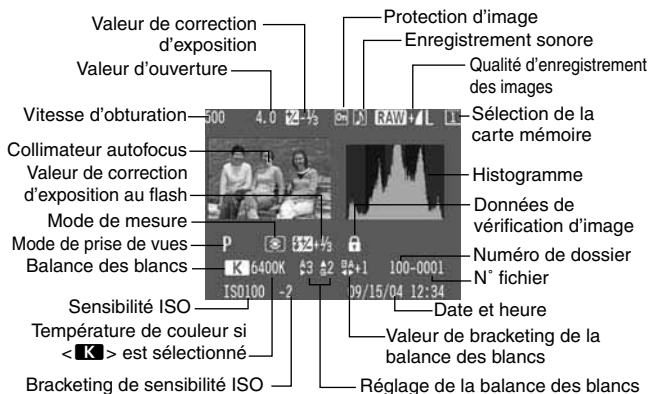 Valeur de correction
d'exposition
Valeur d'ouverture
Vitesse d'obturation
Collimateur autofocus
Valeur de correction
d'exposition au flash
Mode de mesure
Mode de prise de vues
Balance des blancs
Sensibilité ISO
Température de couleur si
< K > est sélectionné
Bracketing de sensibilité ISO
Protection d'image
Enregistrement sonore
Qualité d'enregistrement
des images
Sélection de la
carte mémoire
Histogramme
Données de
vérification d'image
Numéro de dossier
N° fichier
Date et heure
Valeur de bracketing de la
balance des blancs
Réglage de la balance des blancs
500 4.0 -1/3 RAW+ L 1
P +1/3
K 6400K A3 2 +1 100-0001
ISO100 -2 09/15/04 12:34